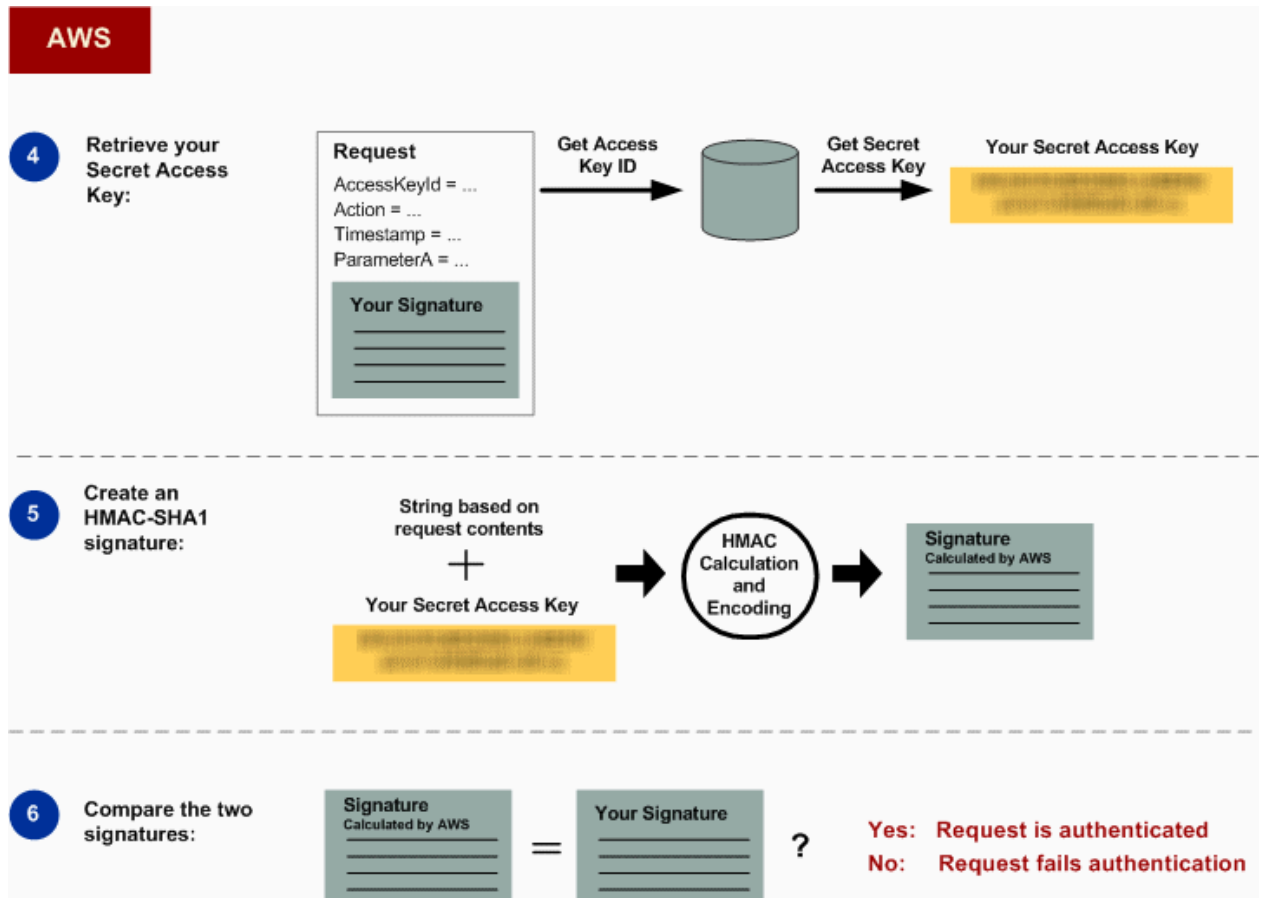 AWS
4
Retrieve your
Secret Access
Key:
Request
AccessKeyId = ...
Action = ...
Timestamp = ...
ParameterA = ...
Your Signature
Get Access
Key ID
Get Secret
Access Key
Your Secret Access Key
5
Create an
HMAC-SHA1
signature:
String based on
request contents
+
Your Secret Access Key
HMAC
Calculation
and
Encoding
Signature
Calculated by AWS
6
Compare the two
signatures:
Signature
Calculated by AWS
=
Your Signature
?
Yes: Request is authenticated
No: Request fails authentication